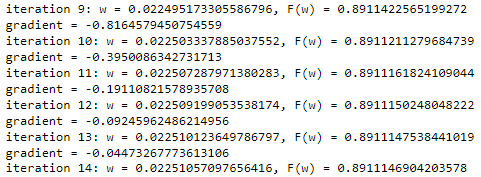 iteration 9: w = 0.022495173305586796, F(w) = 0.8911422565199272
gradient = -0.8164579450754559
iteration 10: w = 0.022503337885037552, F(w) = 0.8911211279684739
gradient = -0.3950086342731713
iteration 11: w = 0.022507287971380283, F(w) = 0.8911161824109044
gradient = -0.19110821578935708
iteration 12: w = 0.022509199053538174, F(w) = 0.8911150248048222
gradient = -0.09245962486214956
iteration 13: w = 0.022510123649786797, F(w) = 0.8911147538441019
gradient = -0.04473267773613106
iteration 14: w = 0.02251057097656416, F(w) = 0.8911146904203578